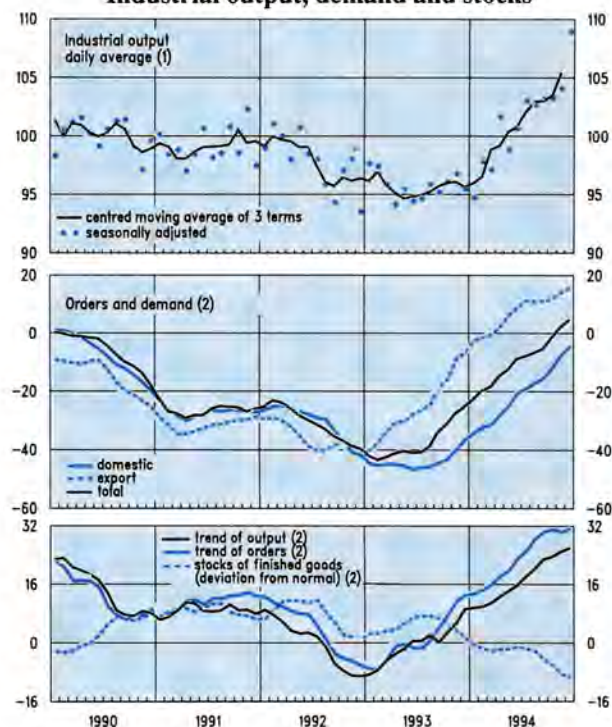 Industrial output, demand and stocks
110
110
Industrial output
daily average (1)
105
105
100
100
95
95
centred moving average of 3 terms
seasonally adjusted
90
90
20
20
Orders and demand (2)
0
0
-20
-20
-40
-40
domestic
export
total
-60
-60
32
32
trend of output (2)
trend of orders (2)
stocks of finished goods
(deviation from normal) (2)
16
16
0
0
-16
-16
1990 1991 1992 1993 1994